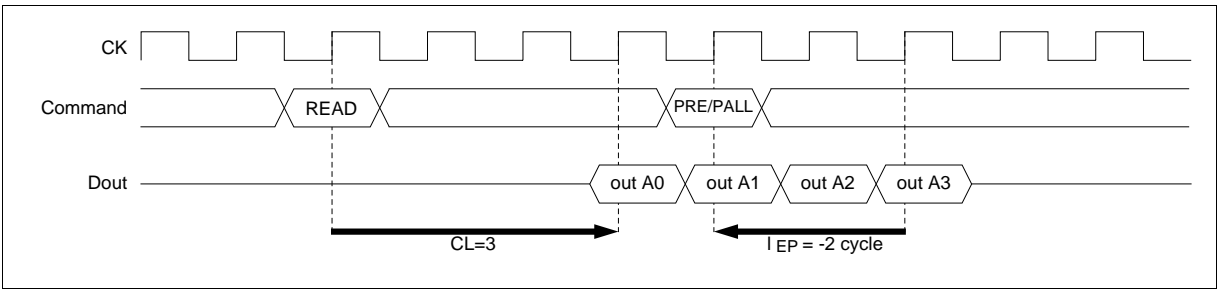 CK
Command READ PRE/PALL
Dout out A0 out A1 out A2 out A3
CL=3 l EP = -2 cycle